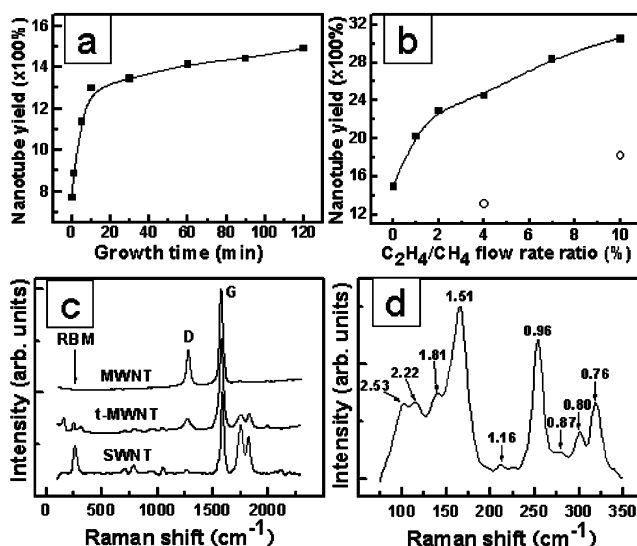 a
Nanotube yield (x100%)
16
14
12
10
8
0 20 40 60 80 100 120
Growth time (min)
b
Nanotube yield (x100%)
32
28
24
20
16
12
0 2 4 6 8 10
C₂H₄/CH₄ flow rate ratio (%)
c
Intensity (arb. units)
G
D
RBM
MWNT
t-MWNT
SWNT
0 500 1000 1500 2000
Raman shift (cm⁻¹)
d
Intensity (arb. units)
1.51
0.96
1.81
2.22
2.53
0.76
0.80
0.87
1.16
100 150 200 250 300 350
Raman shift (cm⁻¹)